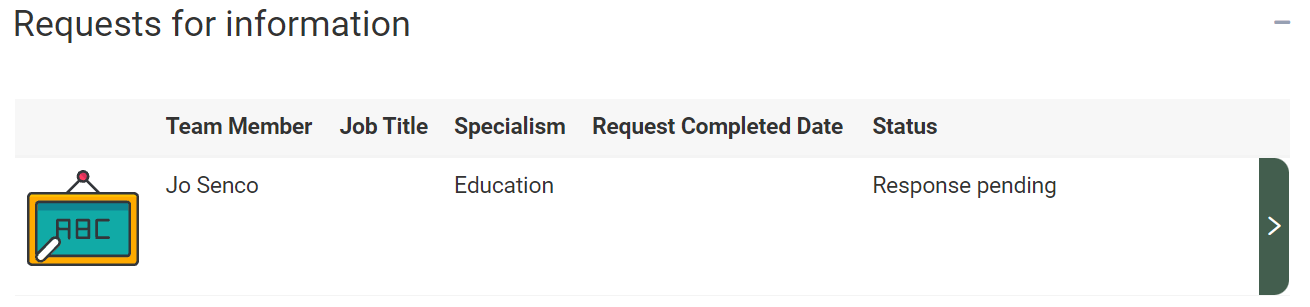 Requests for information
Team Member Job Title Specialism Request Completed Date Status
Jo Senco Education Response pending
ABC